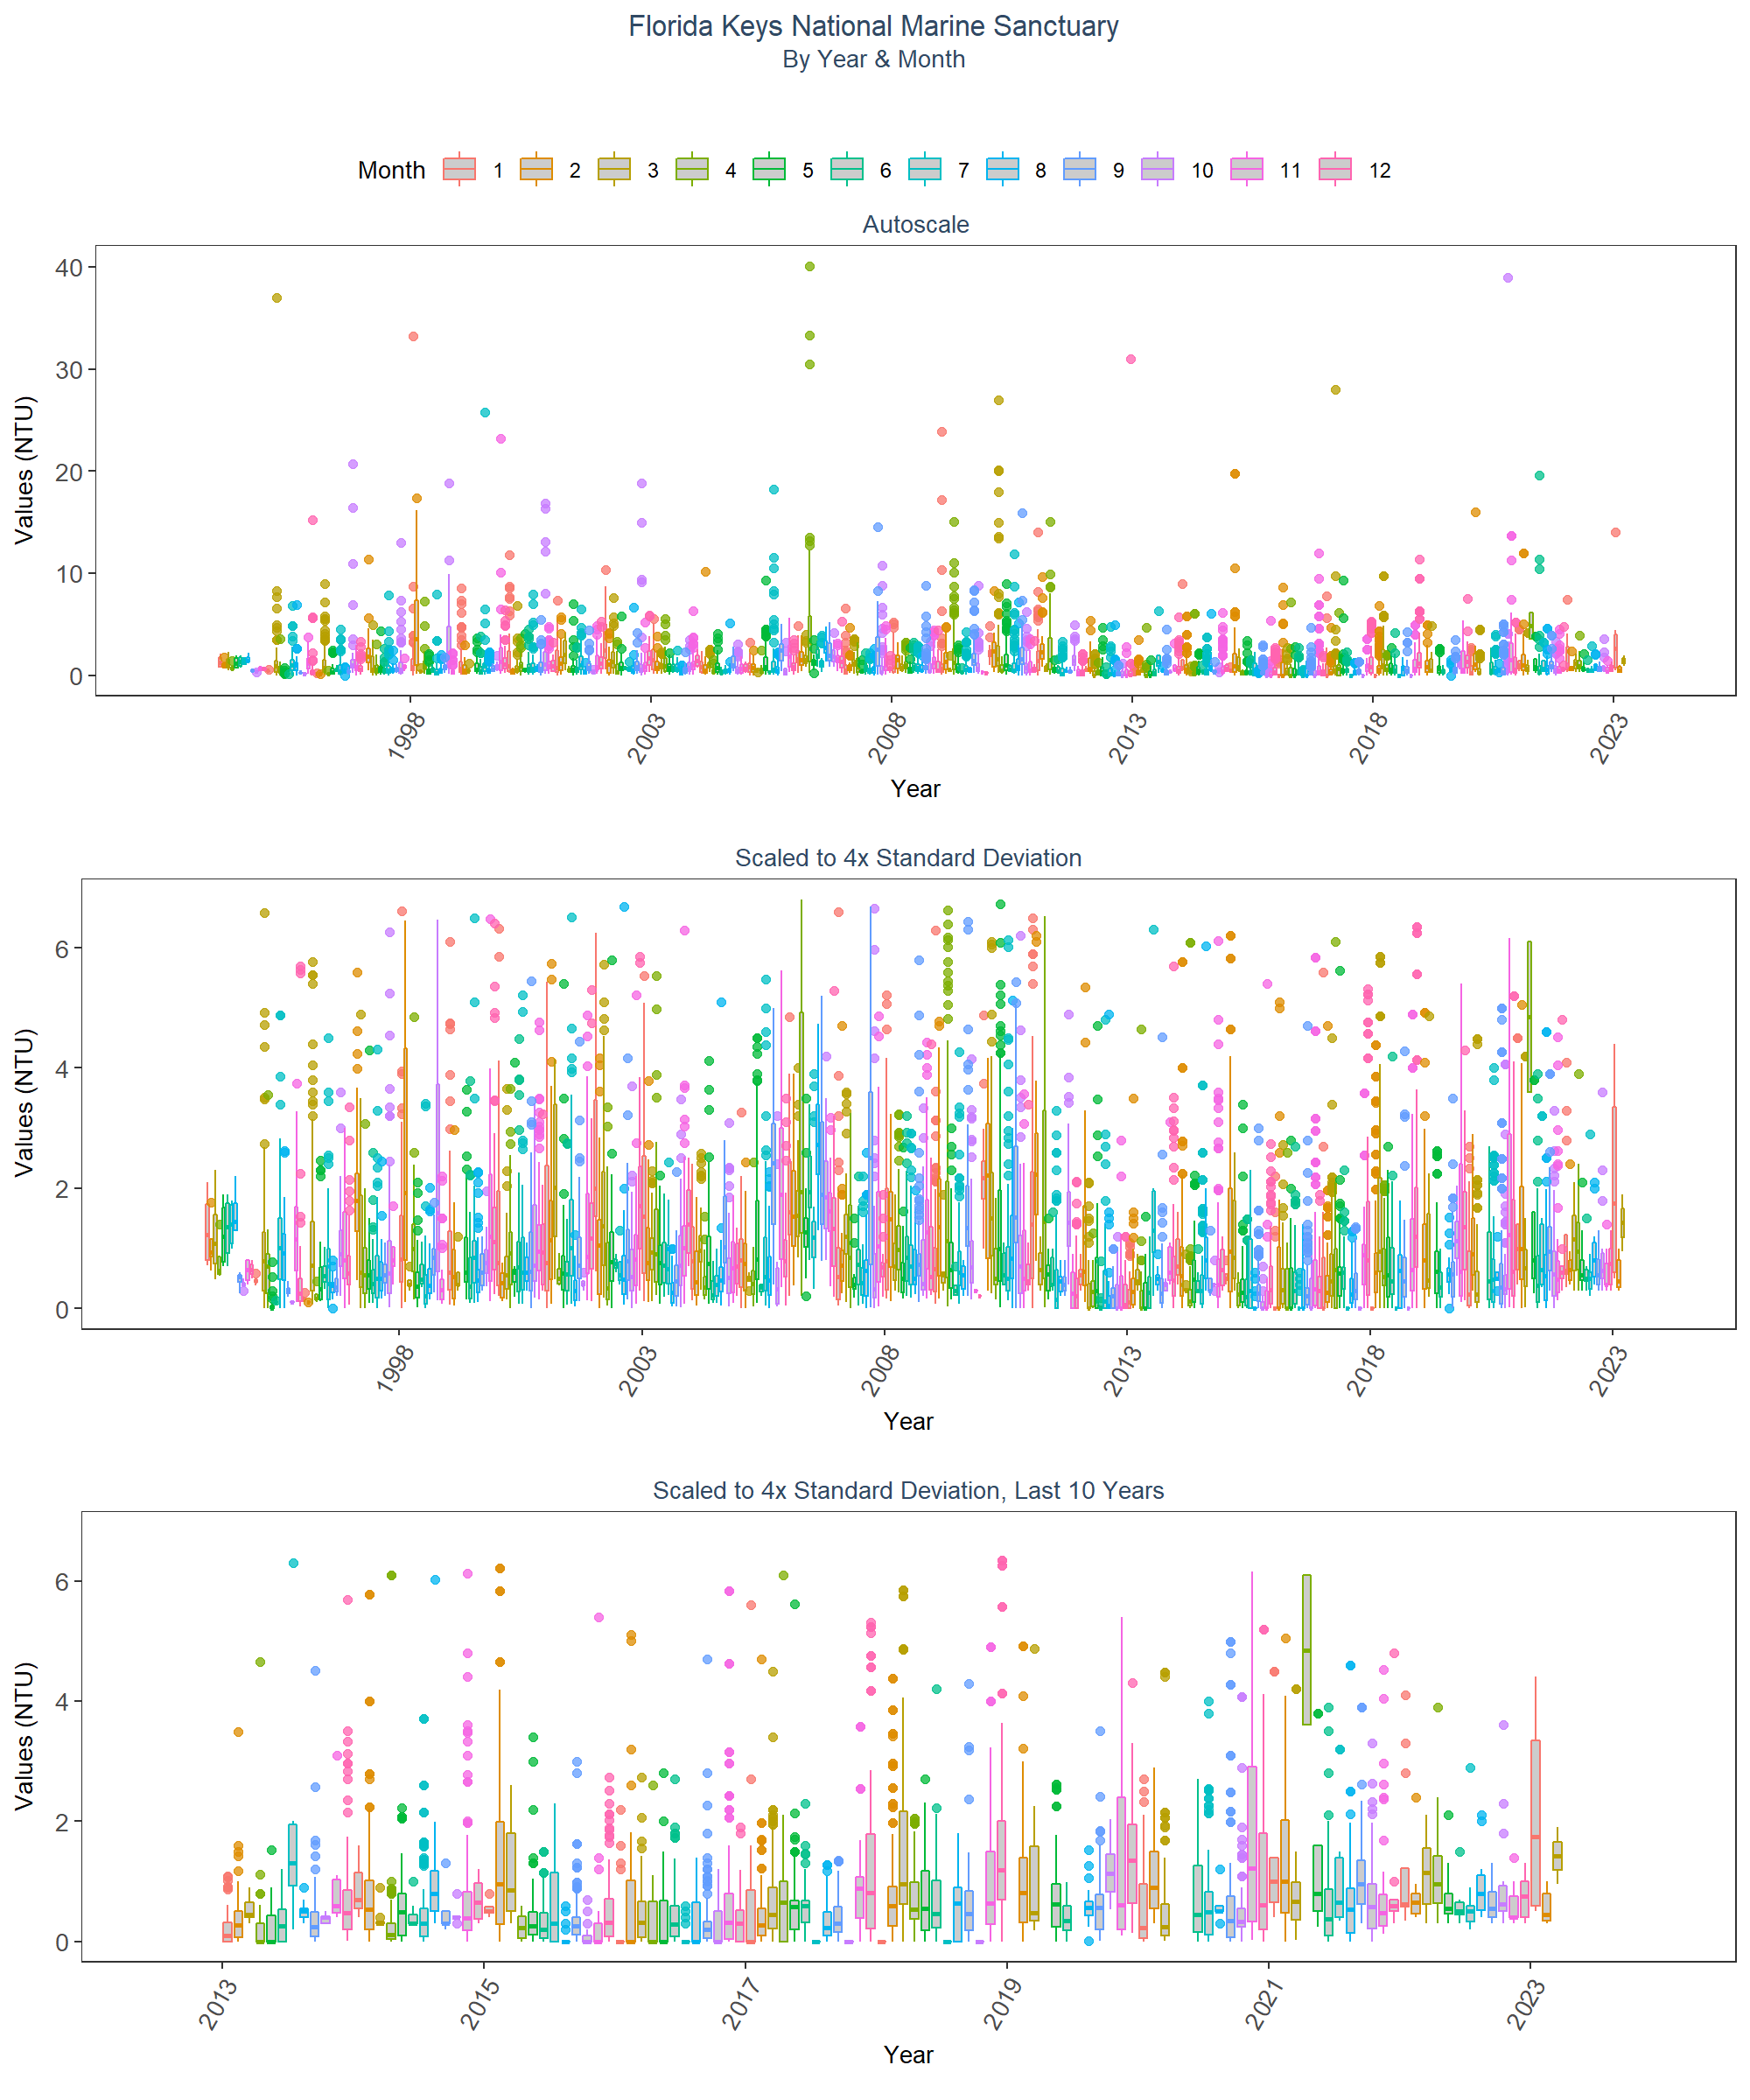 Florida Keys National Marine Sanctuary
By Year & Month
Month 1 2 3 4 5 6 7 8 9 10 11 12
Autoscale
Values (NTU)
40
30
20
10
0
1998 2003 2008 2013 2018 2023
Year
Scaled to 4x Standard Deviation
Values (NTU)
6
4
2
0
1998 2003 2008 2013 2018 2023
Year
Scaled to 4x Standard Deviation, Last 10 Years
Values (NTU)
6
4
2
0
2013 2015 2017 2019 2021 2023
Year